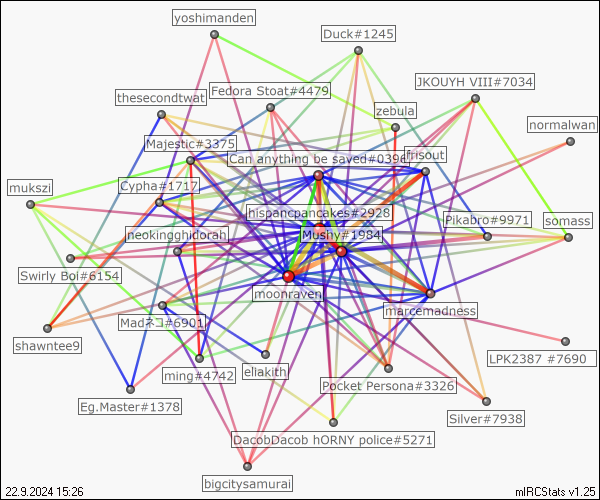 yoshimanden
Duck#1245
JKOUYH VIII#7034
Fedora Stoat#4479
thesecondtwat
zebula
normalwan
Majestic#3375
Can anything be saved#0396
frisout
mukszi
Cypha#1717
hispancpancakes#2928
Pikabro#9971
somass
neokingghidorah
Mushy#1984
Swirly Boi#6154
moonraven
marcemadness
Madネコ#6901
shawntee9
LPK2387 #7690
ming#4742
eliakith
Pocket Persona#3326
Eg.Master#1378
Silver#7938
DacobDacob hORNY police#5271
bigcitysamurai
22.9.2024 15:26
mIRCStats v1.25